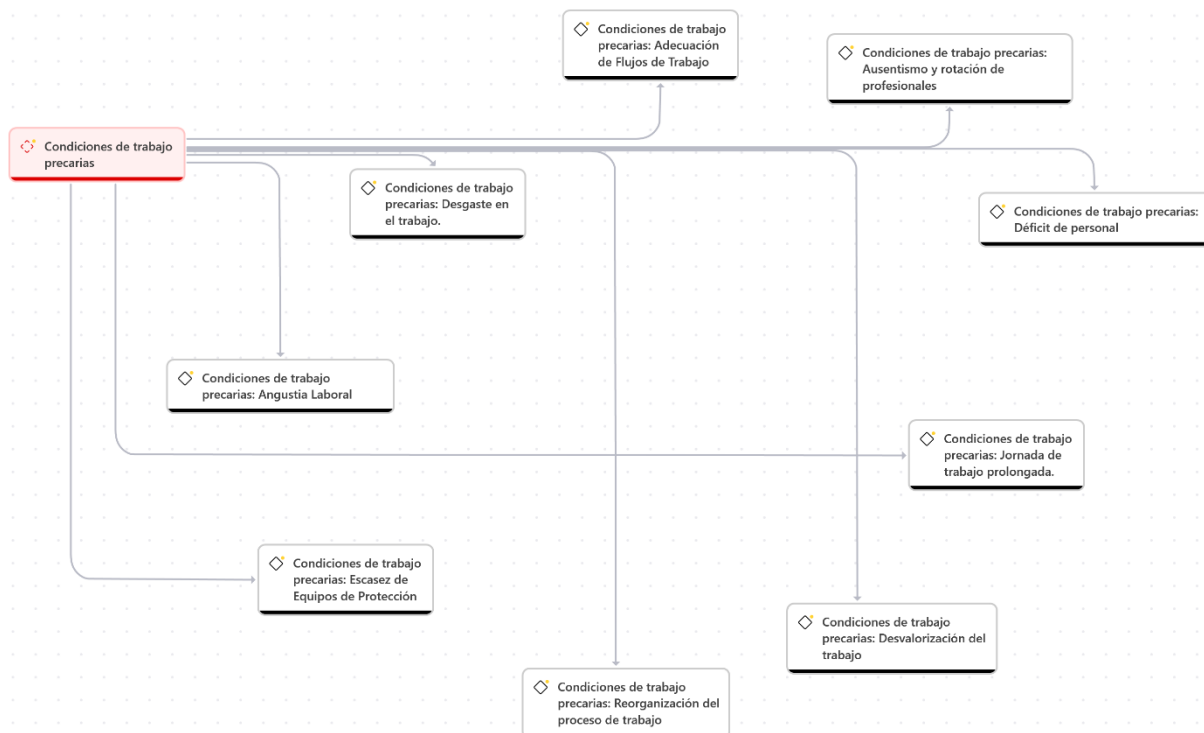 Condiciones de trabajo
precarias: Adecuación
de Flujos de Trabajo
Condiciones de trabajo precarias:
Ausentismo y rotación de
profesionales
Condiciones de trabajo
precarias
Condiciones de trabajo
precarias: Desgaste en
el trabajo.
Condiciones de trabajo precarias:
Déficit de personal
Condiciones de trabajo
precarias: Angustia Laboral
Condiciones de trabajo
precarias: Jornada de
trabajo prolongada.
Condiciones de trabajo
precarias: Escasez de
Equipos de Protección
Condiciones de trabajo
precarias: Desvalorización del
trabajo
Condiciones de trabajo
precarias: Reorganización del
proceso de trabajo